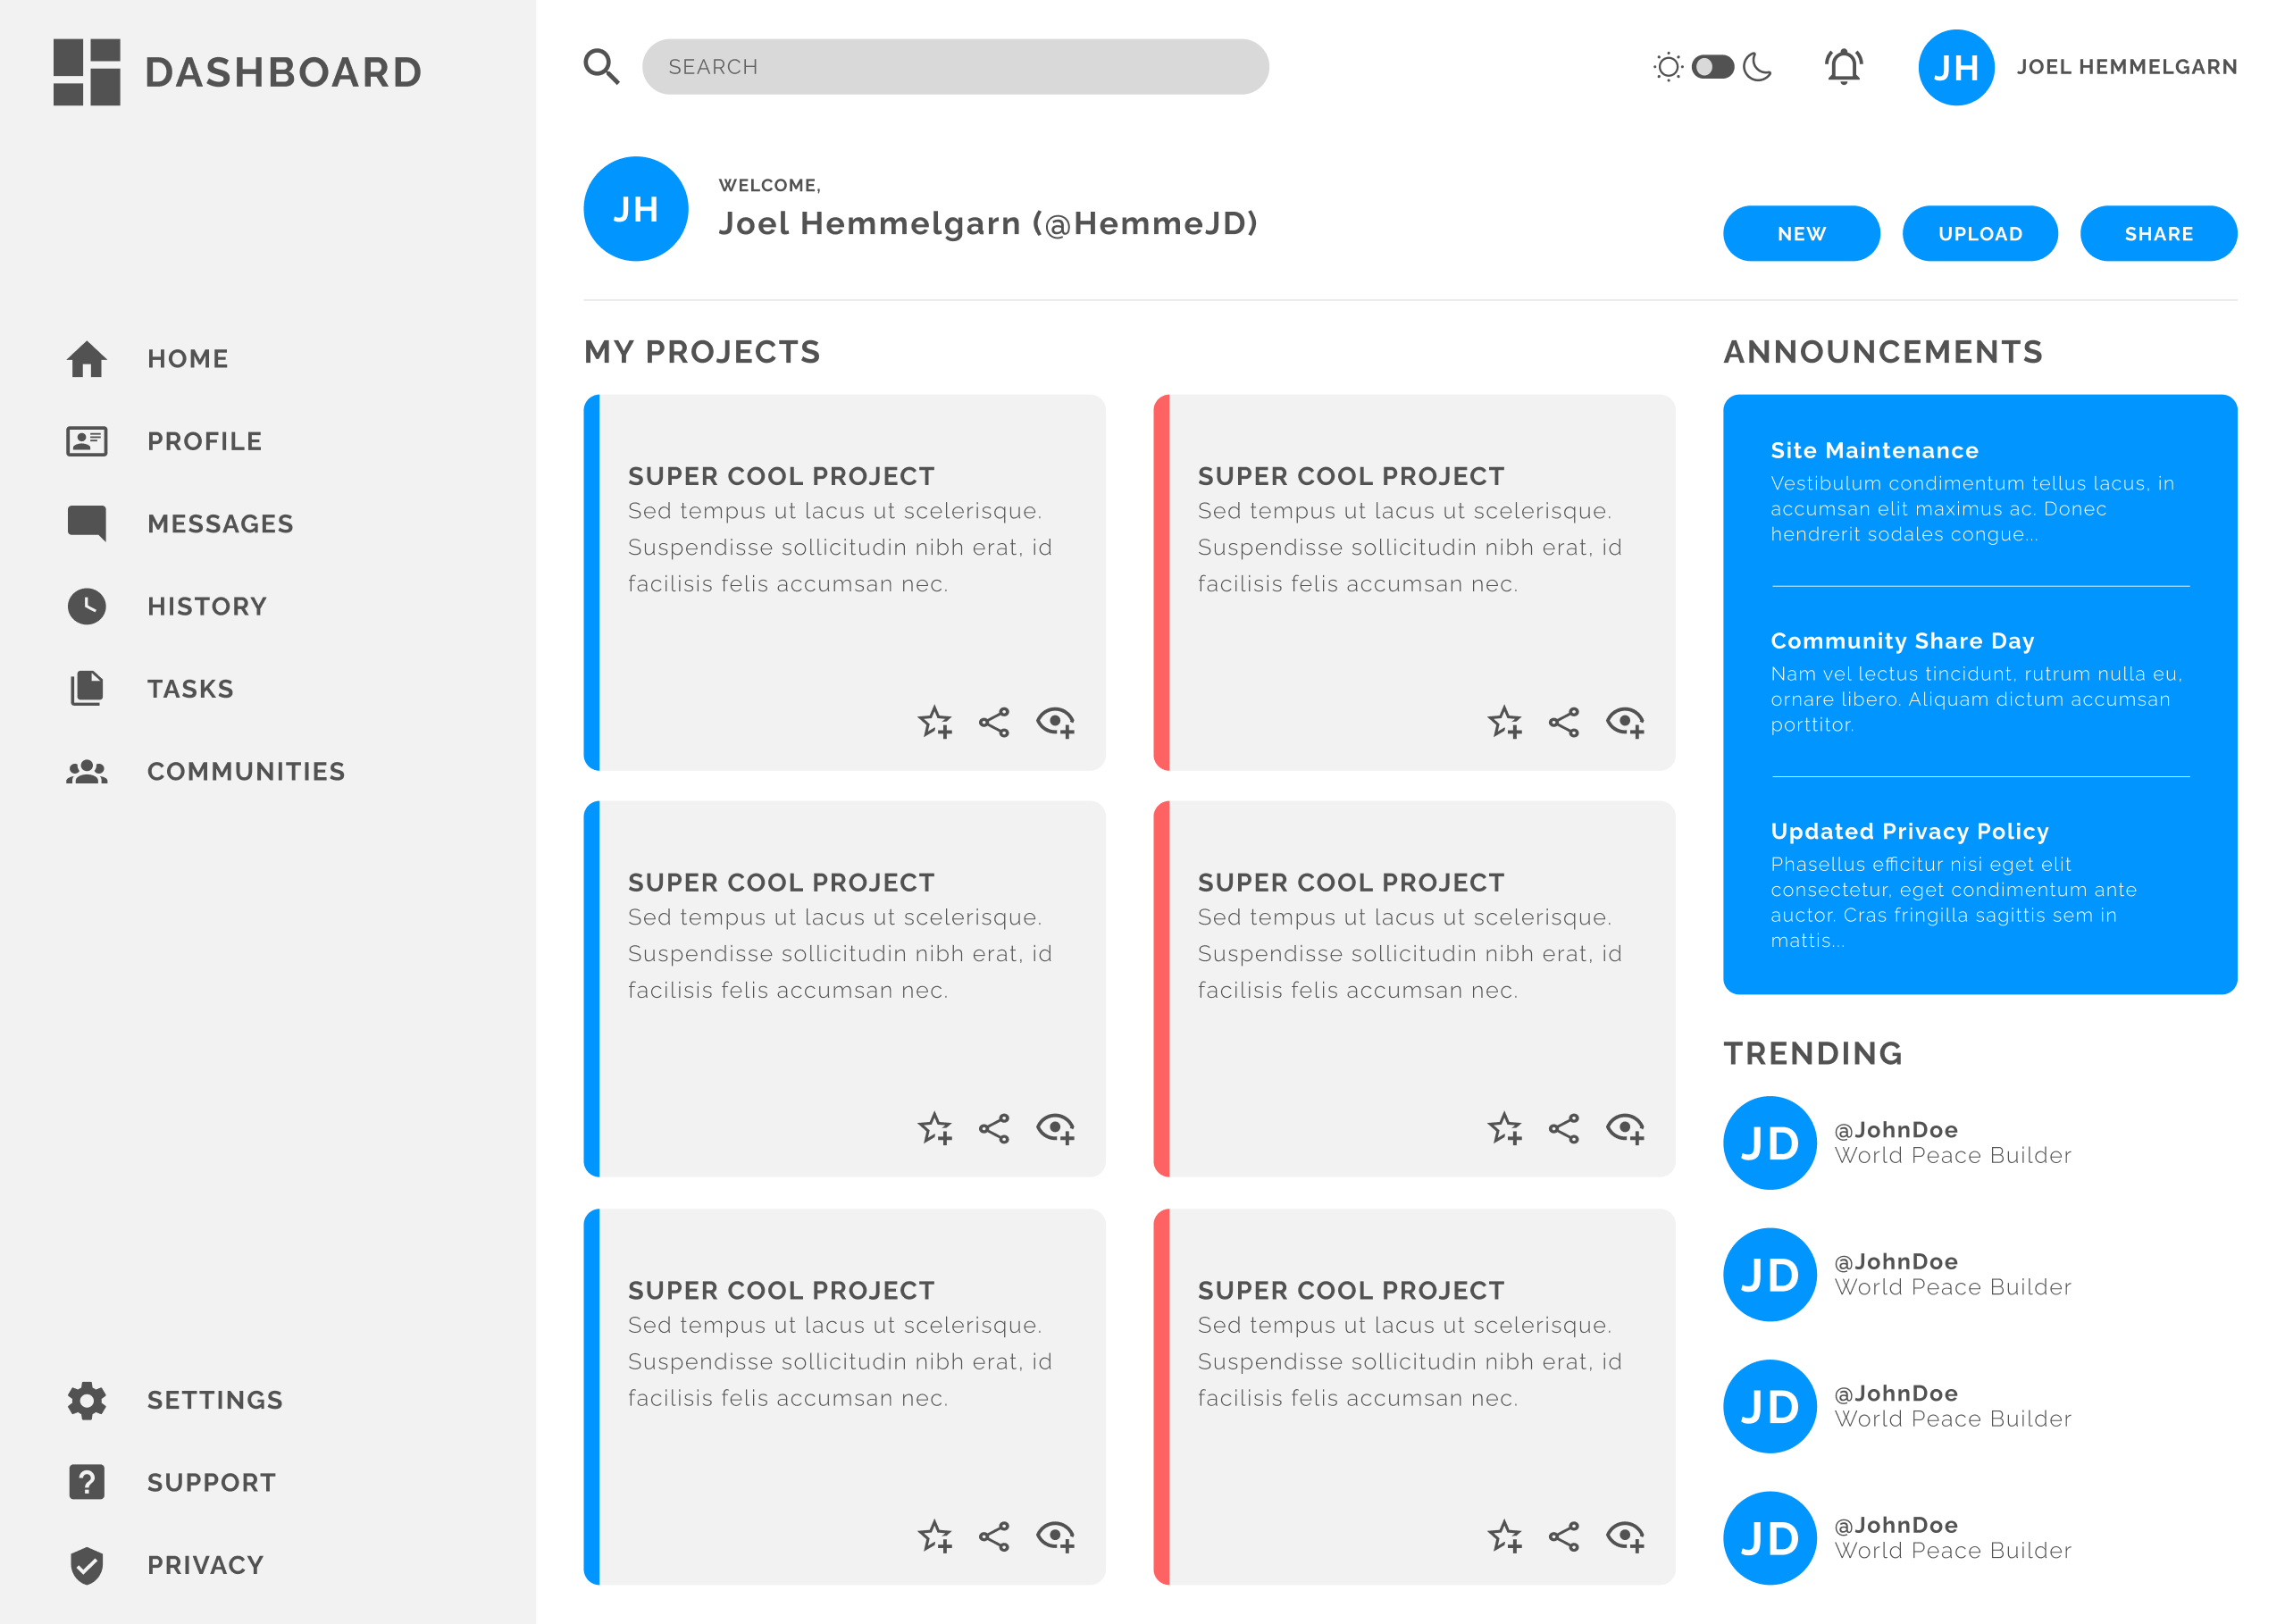 DASHBOARD
HOME
PROFILE
MESSAGES
HISTORY
TASKS
COMMUNITIES
SETTINGS
SUPPORT
PRIVACY
SEARCH
JH
JOEL HEMMELGARN
JH
WELCOME,
Joel Hemmelgarn (@HemmeJD)
NEW
UPLOAD
SHARE
MY PROJECTS
SUPER COOL PROJECT
Sed tempus ut lacus ut scelerisque.
Suspendisse sollicitudin nibh erat, id
facilisis felis accumsan nec.
SUPER COOL PROJECT
Sed tempus ut lacus ut scelerisque.
Suspendisse sollicitudin nibh erat, id
facilisis felis accumsan nec.
SUPER COOL PROJECT
Sed tempus ut lacus ut scelerisque.
Suspendisse sollicitudin nibh erat, id
facilisis felis accumsan nec.
SUPER COOL PROJECT
Sed tempus ut lacus ut scelerisque.
Suspendisse sollicitudin nibh erat, id
facilisis felis accumsan nec.
SUPER COOL PROJECT
Sed tempus ut lacus ut scelerisque.
Suspendisse sollicitudin nibh erat, id
facilisis felis accumsan nec.
SUPER COOL PROJECT
Sed tempus ut lacus ut scelerisque.
Suspendisse sollicitudin nibh erat, id
facilisis felis accumsan nec.
ANNOUNCEMENTS
Site Maintenance
Vestibulum condimentum tellus lacus, in
accumsan elit maximus ac. Donec
hendrerit sodales congue...
Community Share Day
Nam vel lectus tincidunt, rutrum nulla eu,
ornare libero. Aliquam dictum accumsan
porttitor.
Updated Privacy Policy
Phasellus efficitur nisi eget elit
consectetur, eget condimentum ante
auctor. Cras fringilla sagittis sem in
mattis...
TRENDING
JD
@JohnDoe
World Peace Builder
JD
@JohnDoe
World Peace Builder
JD
@JohnDoe
World Peace Builder
JD
@JohnDoe
World Peace Builder